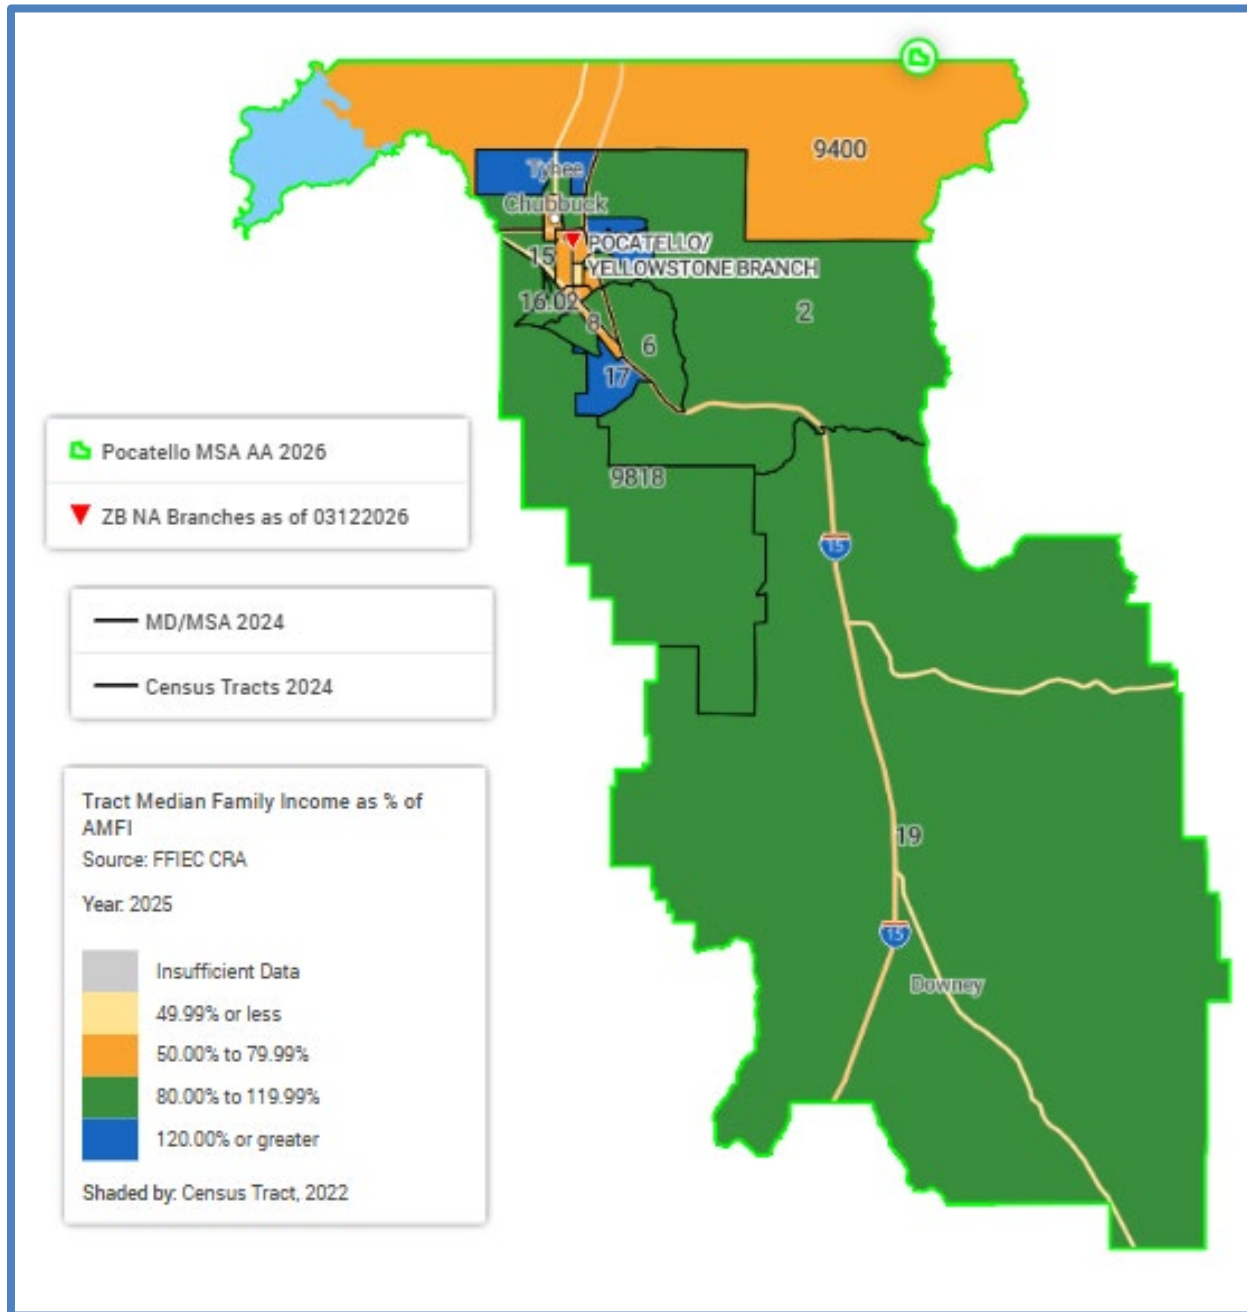 9400
Tyhee
Chubbuck
POCATELLO/
15
YELLOWSTONE BRANCH
16.02
2
8
6
17
Pocatello MSA AA 2026
9818
ZB NA Branches as of 03122026
15
MD/MSA 2024
Census Tracts 2024
Tract Median Family Income as % of
AMFI
19
Source: FFIEC CRA
Year: 2025
15
Insufficient Data
Downey
49.99% or less
50.00% to 79.99%
80.00% to 119.99%
120.00% or greater
Shaded by: Census Tract, 2022